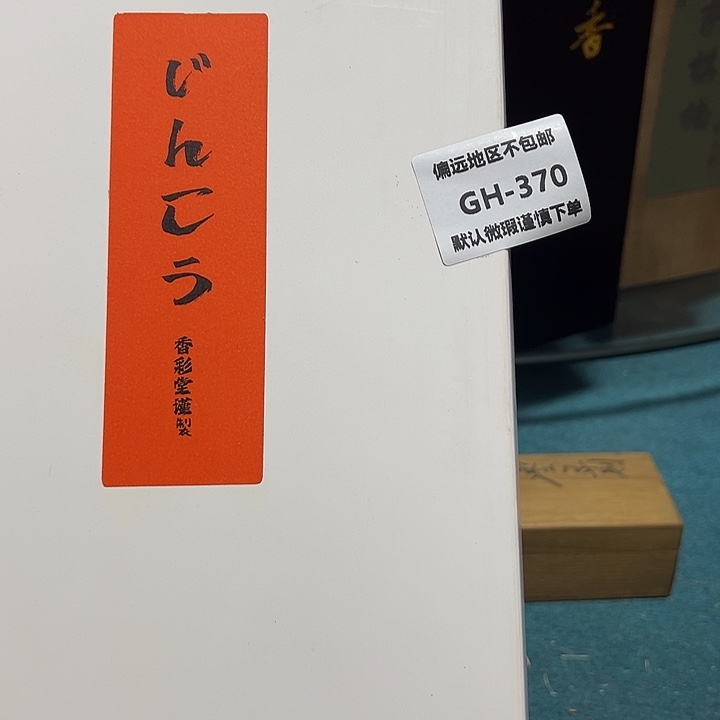 じんこう
香彩堂謹製
偏远地区不包邮
GH-370
默认微瑕谨慎下单
香